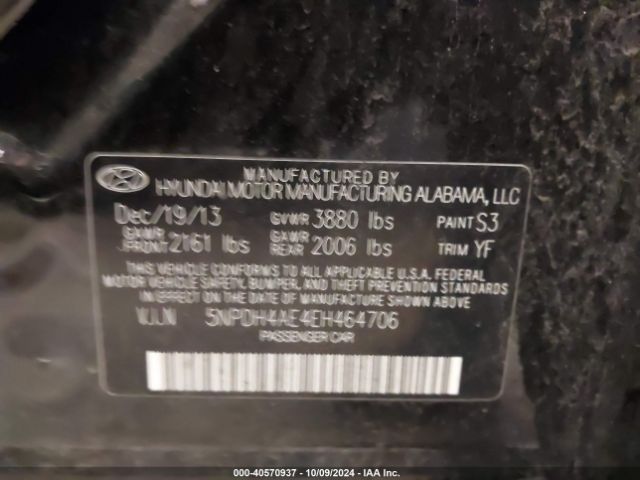 MANUFACTURED BY
HYUNDAI MOTOR MANUFACTURING ALABAMA, LLC
Dec/19/13 GVWR 3880 lbs PAINT S3
GAWR FRONT 2161 lbs GAWR REAR 2006 lbs TRIM YF
THIS VEHICLE CONFORMS TO ALL APPLICABLE U.S.A. FEDERAL
MOTOR VEHICLE SAFETY, BUMPER, AND THEFT PREVENTION STANDARDS
IN EFFECT ON THE DATE OF MANUFACTURE SHOWN ABOVE
V.I.N 5NPDH4AE4EH464706
PASSENGER CAR
000-40570937 - 10/09/2024 - IAA Inc.